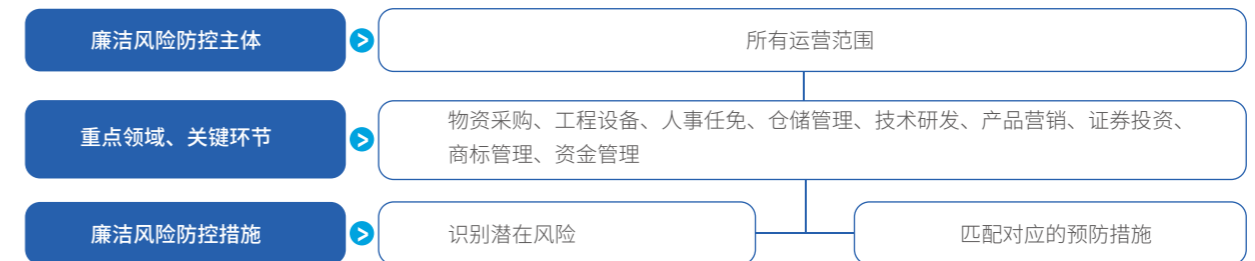 廉洁风险防控主体
所有运营范围
重点领域、关键环节
物资采购、工程设备、人事任免、仓储管理、技术研发、产品营销、证券投资、
商标管理、资金管理
廉洁风险防控措施
识别潜在风险
匹配对应的预防措施